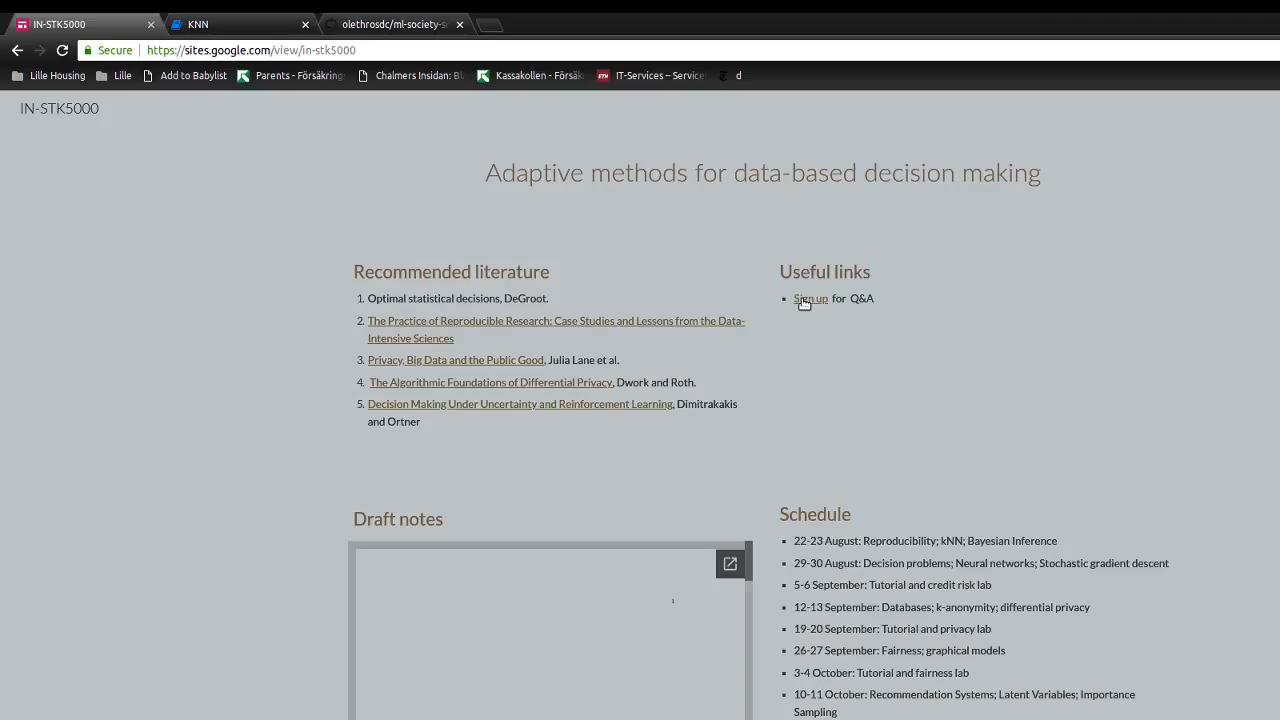 IN-STK5000
KNN
olethrosdc/ml-society-s
Secure
https://sites.google.com/view/in-stk5000
Lille Housing
Lille
Add to Babylist
Parents - Försäkring
Chalmers Insidan: Bl
Kassakollen - Försäk
ETH
IT-Services – Service
d
IN-STK5000
Adaptive methods for data-based decision making
Recommended literature
1. Optimal statistical decisions, DeGroot.
2. The Practice of Reproducible Research: Case Studies and Lessons from the Data-
Intensive Sciences
3. Privacy, Big Data and the Public Good, Julia Lane et al.
4. The Algorithmic Foundations of Differential Privacy, Dwork and Roth.
5. Decision Making Under Uncertainty and Reinforcement Learning, Dimitrakakis
and Ortner
Useful links
Sign up for Q&A
Draft notes
1
Schedule
22-23 August: Reproducibility; kNN; Bayesian Inference
29-30 August: Decision problems; Neural networks; Stochastic gradient descent
5-6 September: Tutorial and credit risk lab
12-13 September: Databases; k-anonymity; differential privacy
19-20 September: Tutorial and privacy lab
26-27 September: Fairness; graphical models
3-4 October: Tutorial and fairness lab
10-11 October: Recommendation Systems; Latent Variables; Importance
Sampling